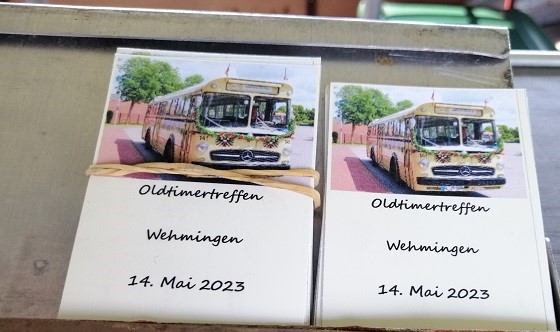 Oldtimertreffen
Wehmingen
14. Mai 2023
Oldtimertreffen
Wehmingen
14. Mai 2023